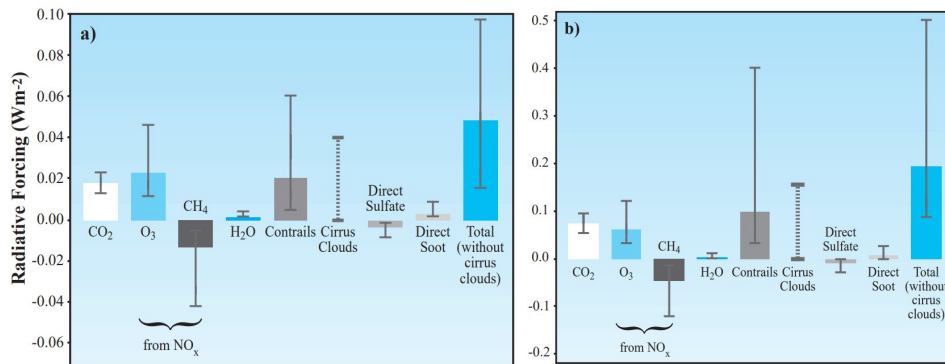 a)
Radiative Forcing (Wm-2)
0.10
0.08
0.06
0.04
0.02
0.00
-0.02
-0.04
-0.06
CO2
O3
CH4
H2O
Contrails
Cirrus
Clouds
Direct
Sulfate
Direct
Soot
Total
(without
cirrus
clouds)
from NOx
b)
0.5
0.4
0.3
0.2
0.1
0.0
-0.1
-0.2
CO2
O3
CH4
H2O
Contrails
Cirrus
Clouds
Direct Sulfate
Direct
Soot
Total
(without
cirrus
clouds)
from NOx